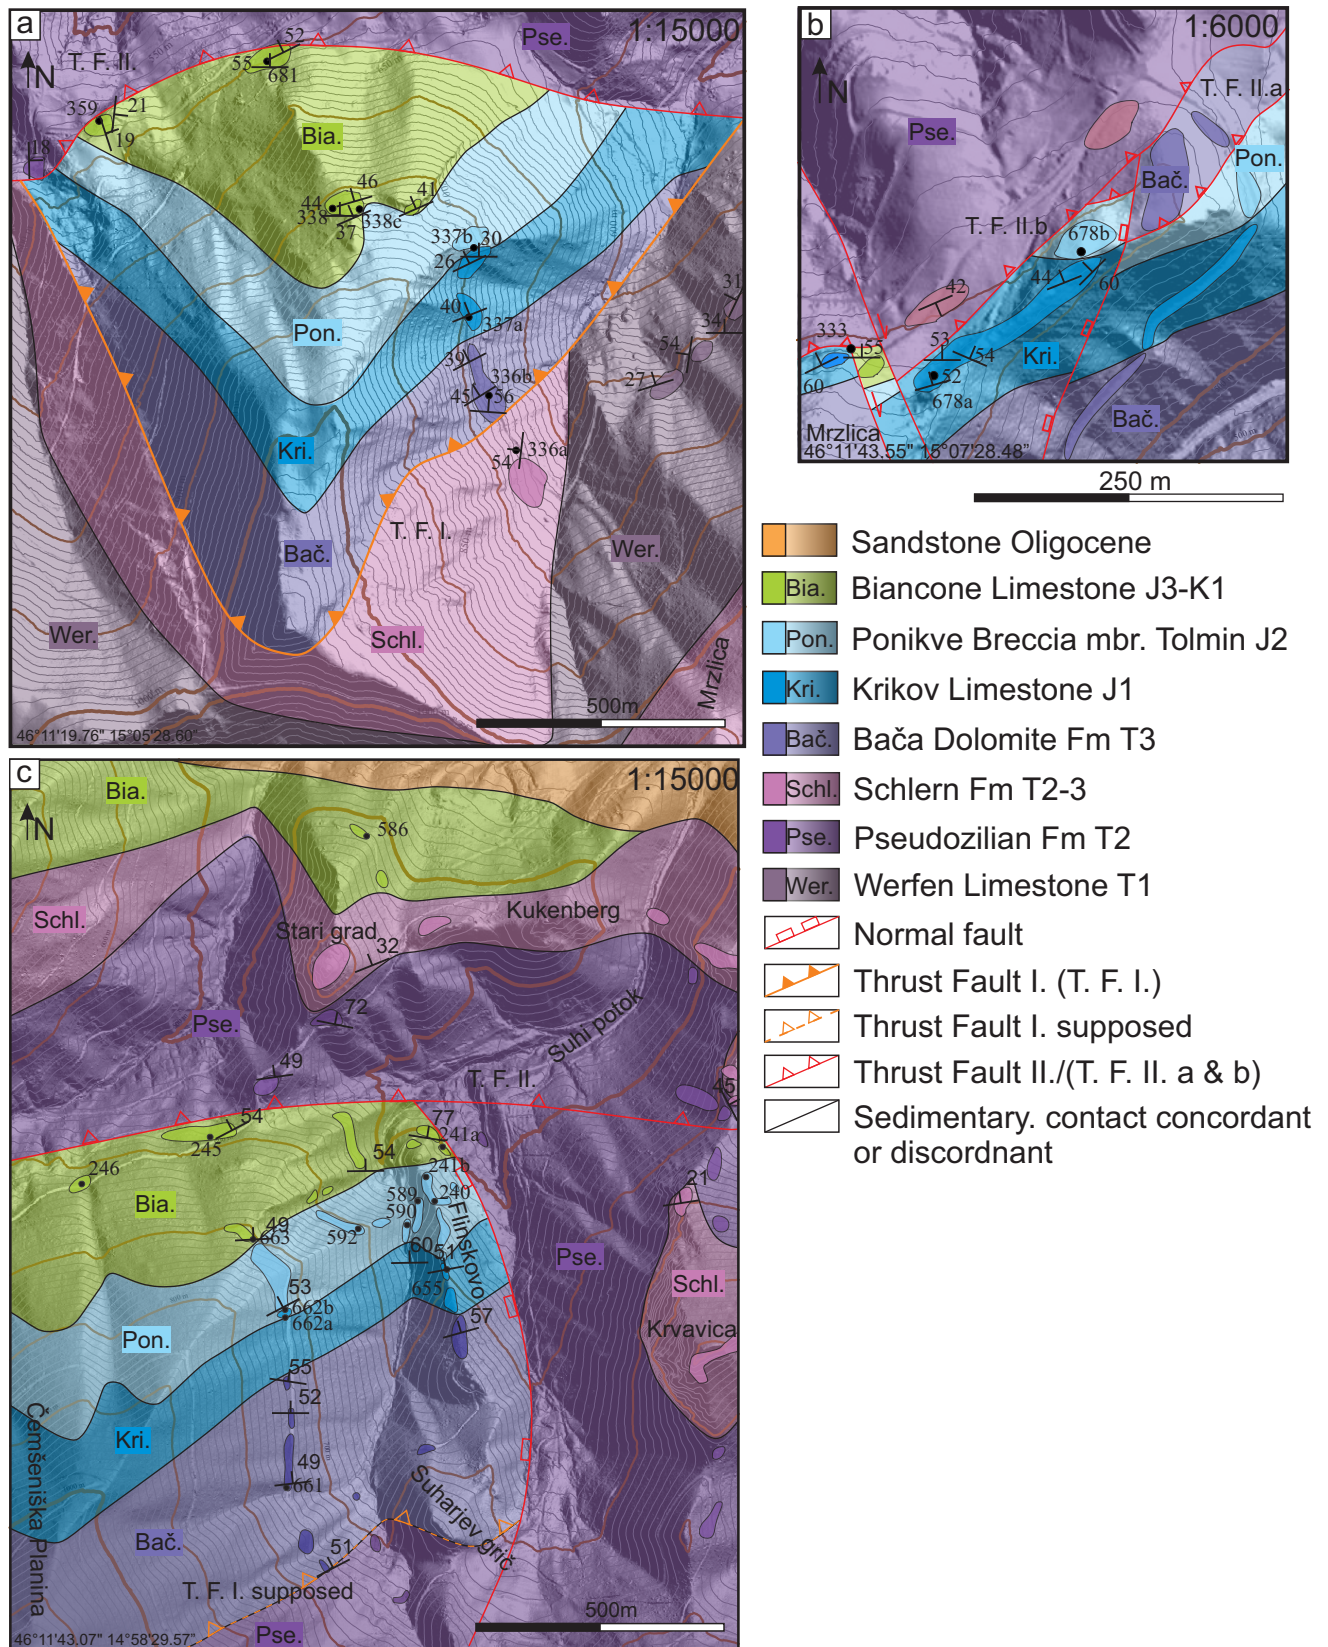 a
1:15000
N
T. F. II.
Pse.
52
55
681
359
21
19
18
Bia.
46
44
338
338c
37
41
337b
30
26
40
337a
Pon.
39
336b
45
56
31
34
54
27
336a
54
Kri.
T. F. I.
Bač.
Wer.
Wer.
Schl.
Mrzlica
500m
46°11'19.76" 15°05'28.60"
b
1:6000
N
T. F. II.a
Pse.
Pon.
Bač.
T. F. II.b
678b
44
60
42
333
55
53
54
60
52
678a
Kri.
Bač.
Mrzlica
46°11'43.55" 15°07'28.48"
250 m
Sandstone Oligocene
Bia. Biancone Limestone J3-K1
Pon. Ponikve Breccia mbr. Tolmin J2
Kri. Krikov Limestone J1
Bač. Bača Dolomite Fm T3
Schl. Schlern Fm T2-3
Pse. Pseudozilian Fm T2
Wer. Werfen Limestone T1
Normal fault
Thrust Fault I. (T. F. I.)
Thrust Fault I. supposed
Thrust Fault II./(T. F. II. a & b)
Sedimentary. contact concordant
or discordnant
c
1:15000
N
Bia.
586
Schl.
Kukenberg
Stari grad
32
72
Pse.
Suhi potok
49
T. F. II.
45
54
245
77
241a
54
246
241b
589
240
590
592
Flinskovo
Bia.
49
663
60
51
655
21
Pse.
Schl.
53
662b
662a
57
Krvavica
Pon.
55
52
Kri.
49
661
Čemšeniška Planina
Suharjev grič
Bač.
51
T. F. I. supposed
500m
Pse.
46°11'43.07" 14°58'29.57"